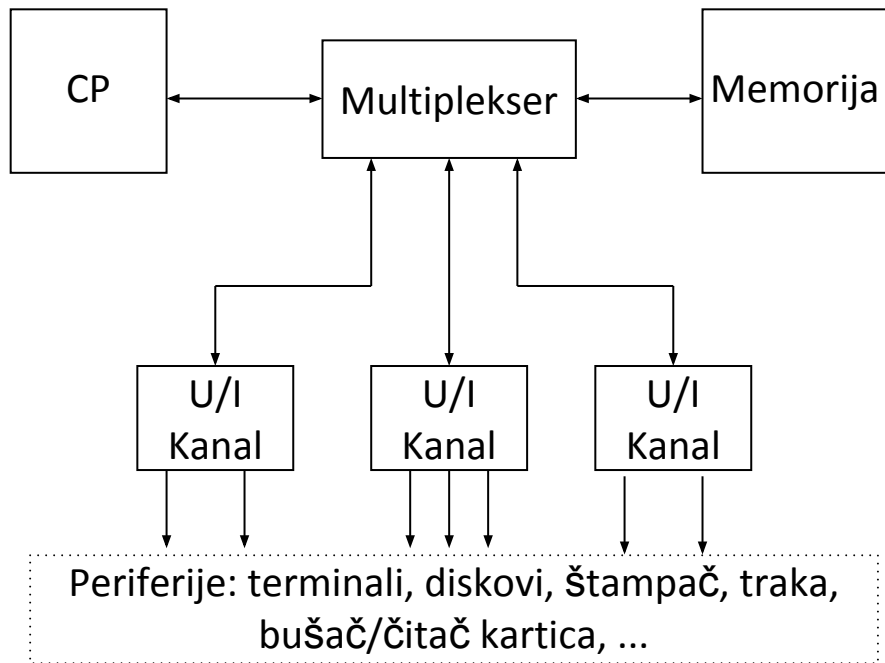 CP
Multiplekser
Memorija
U/I
Kanal
U/I
Kanal
U/I
Kanal
Periferije: terminali, diskovi, štampač, traka,
bušač/čitač kartica, ...